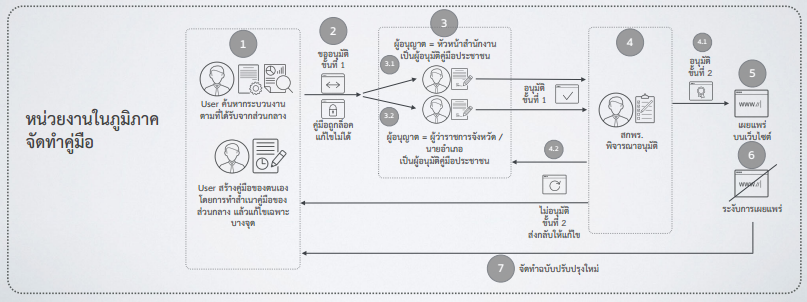 หน่วยงานในภูมิภาค
จัดทำคู่มือ
1
User ค้นหากระบวนงาน
ตามที่ได้รับจากส่วนกลาง
User สร้างคู่มือของตนเอง
โดยการทำสำเนาคู่มือของ
ส่วนกลาง แล้วแก้ไขเฉพาะ
บางจุด
2
ขออนุมัติ
ขั้นที่ 1
คู่มือถูกล็อค
แก้ไขไม่ได้
3
ผู้อนุญาต = หัวหน้าสำนักงาน
เป็นผู้อนุมัติคู่มือประชาชน
3.1
3.2
ผู้อนุญาต = ผู้ว่าราชการจังหวัด /
นายอำเภอ
เป็นผู้อนุมัติคู่มือประชาชน
อนุมัติ
ขั้นที่ 1
4
สกพร.
พิจารณาอนุมัติ
4.1
อนุมัติ
ขั้นที่ 2
4.2
ไม่อนุมัติ
ขั้นที่ 2
ส่งกลับให้แก้ไข
5
www.
เผยแพร่
บนเว็บไซต์
6
www.
ระงับการเผยแพร่
7
จัดทำฉบับปรับปรุงใหม่